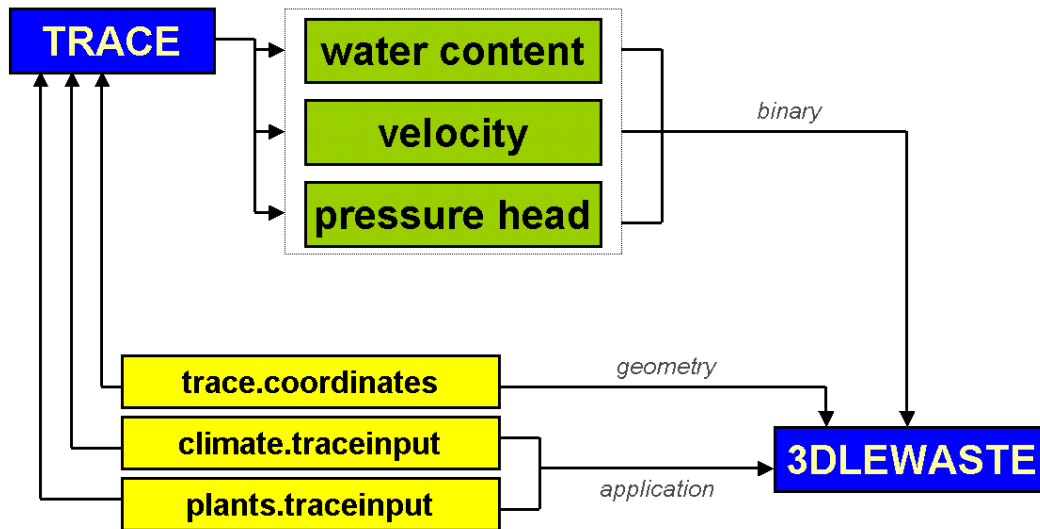 TRACE
water content
velocity
pressure head
binary
trace.coordinates
geometry
climate.traceinput
3DLEWASTE
plants.traceinput
application